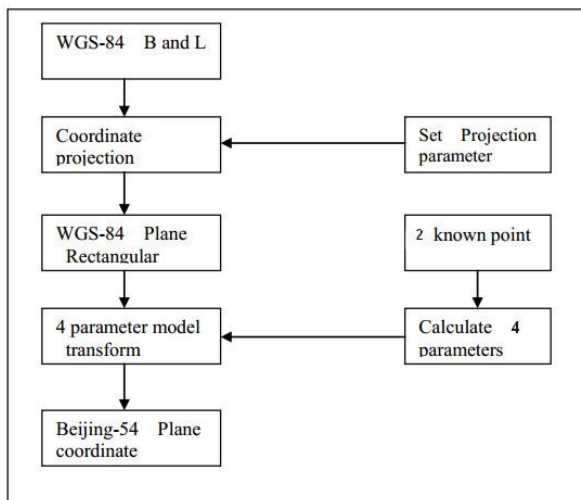 WGS-84 B and L
Coordinate
projection
Set Projection
parameter
WGS-84 Plane
Rectangular
2 known point
4 parameter model
transform
Calculate 4
parameters
Beijing-54 Plane
coordinate